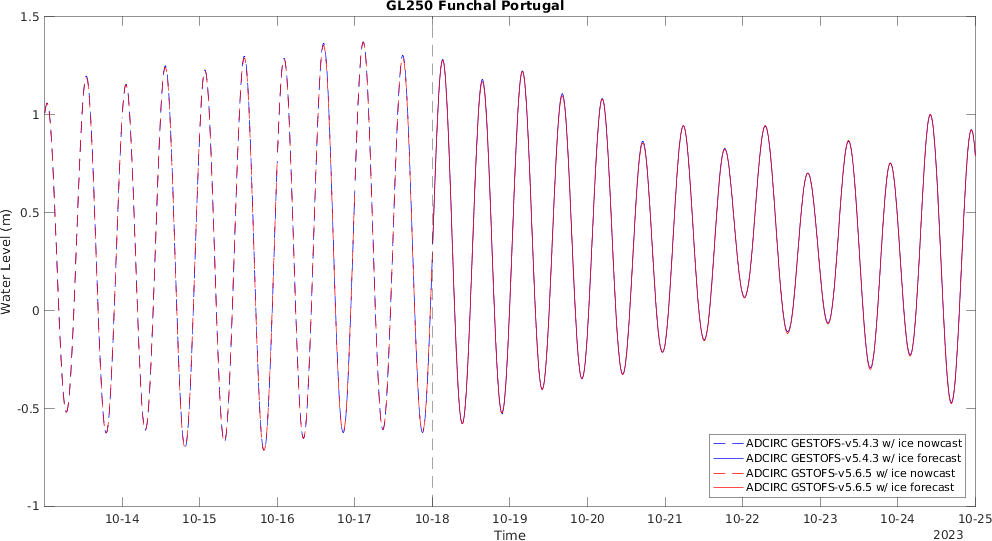 GL250 Funchal Portugal
1.5
1
0.5
0
-0.5
-1
Water Level (m)
10-14 10-15 10-16 10-17 10-18 10-19 10-20 10-21 10-22 10-23 10-24 10-25
Time
2023
ADCIRC GESTOFS-v5.4.3 w/ ice nowcast
ADCIRC GESTOFS-v5.4.3 w/ ice forecast
ADCIRC GSTOFS-v5.6.5 w/ ice nowcast
ADCIRC GSTOFS-v5.6.5 w/ ice forecast